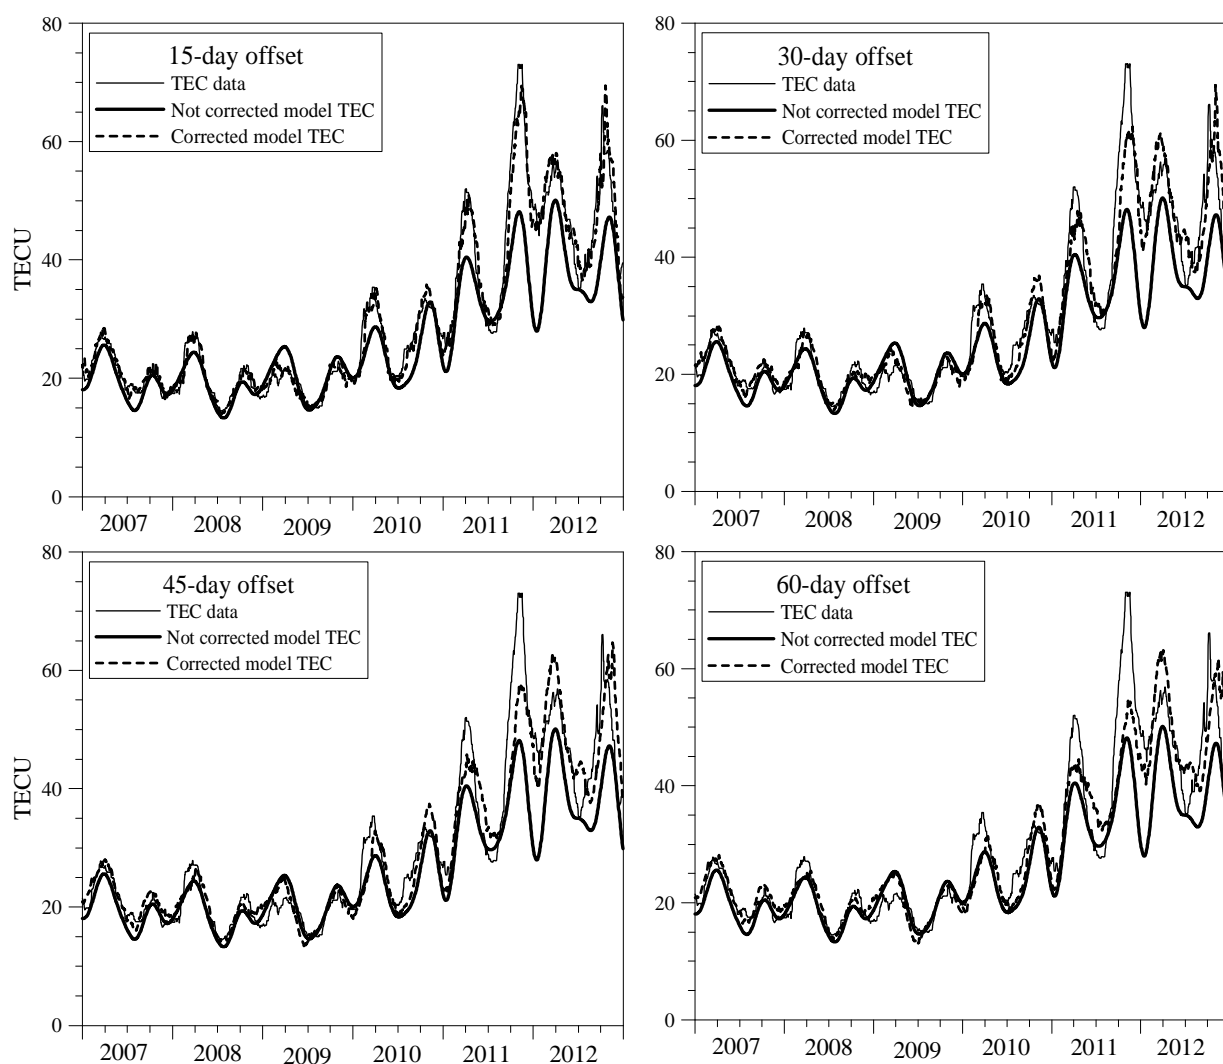 80
60
40
20
0
TECU
15-day offset
TEC data
Not corrected model TEC
Corrected model TEC
2007 2008 2009 2010 2011 2012
80
60
40
20
0
30-day offset
TEC data
Not corrected model TEC
Corrected model TEC
2007 2008 2009 2010 2011 2012
80
60
40
20
0
TECU
45-day offset
TEC data
Not corrected model TEC
Corrected model TEC
2007 2008 2009 2010 2011 2012
80
60
40
20
0
60-day offset
TEC data
Not corrected model TEC
Corrected model TEC
2007 2008 2009 2010 2011 2012